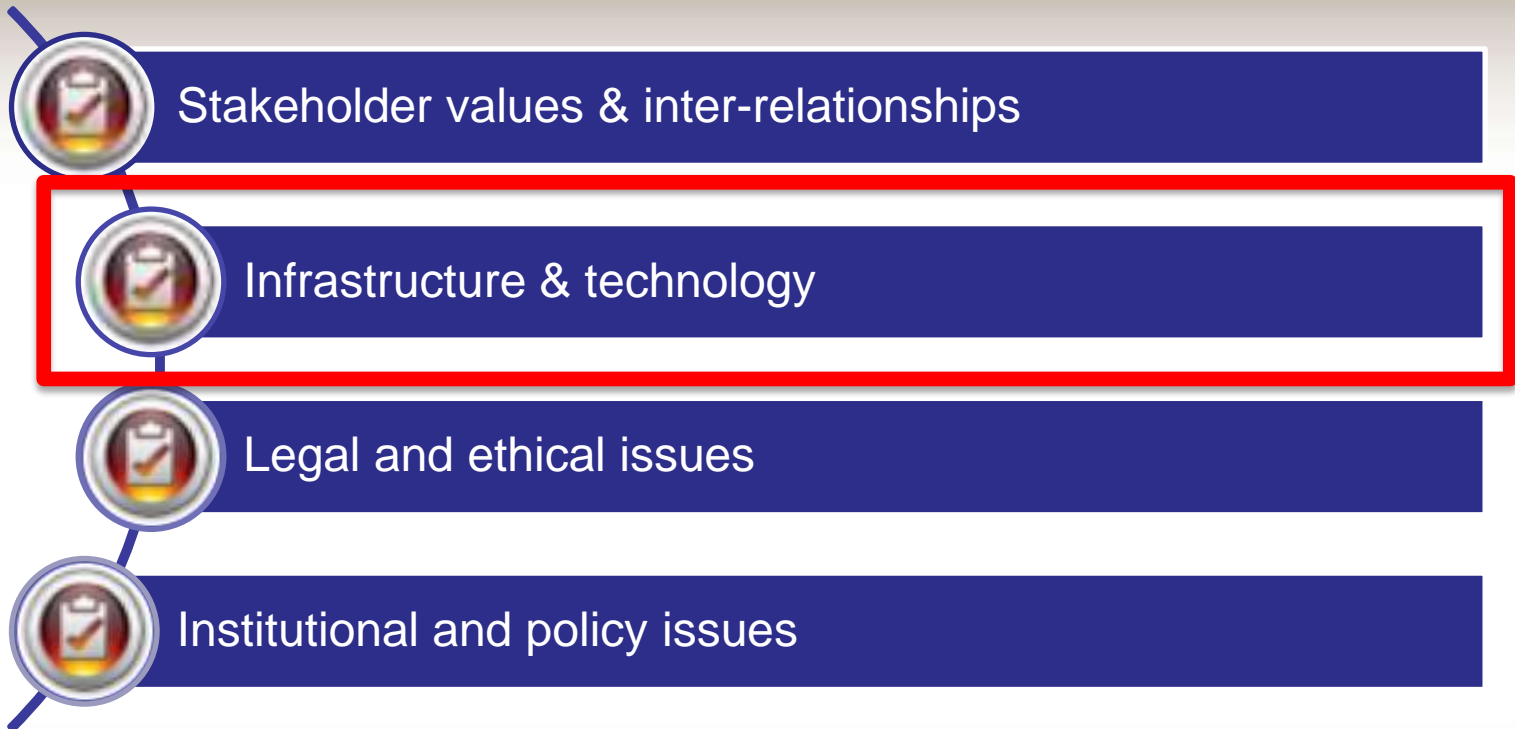 Stakeholder values & inter-relationships
Infrastructure & technology
Legal and ethical issues
Institutional and policy issues